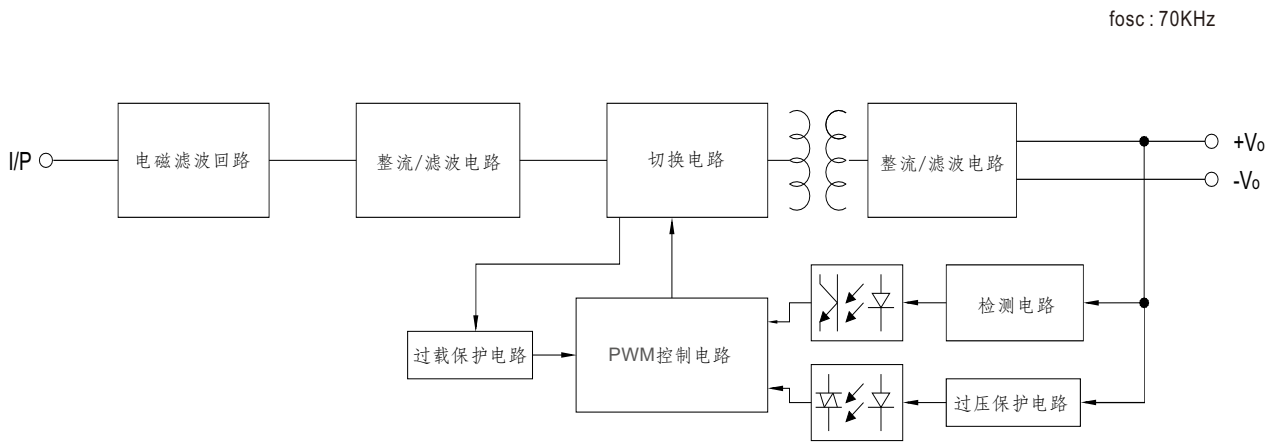 fosc : 70KHz
I/P
电磁滤波回路
整流/滤波电路
切换电路
整流/滤波电路
+Vo
-Vo
检测电路
过载保护电路
PWM控制电路
过压保护电路